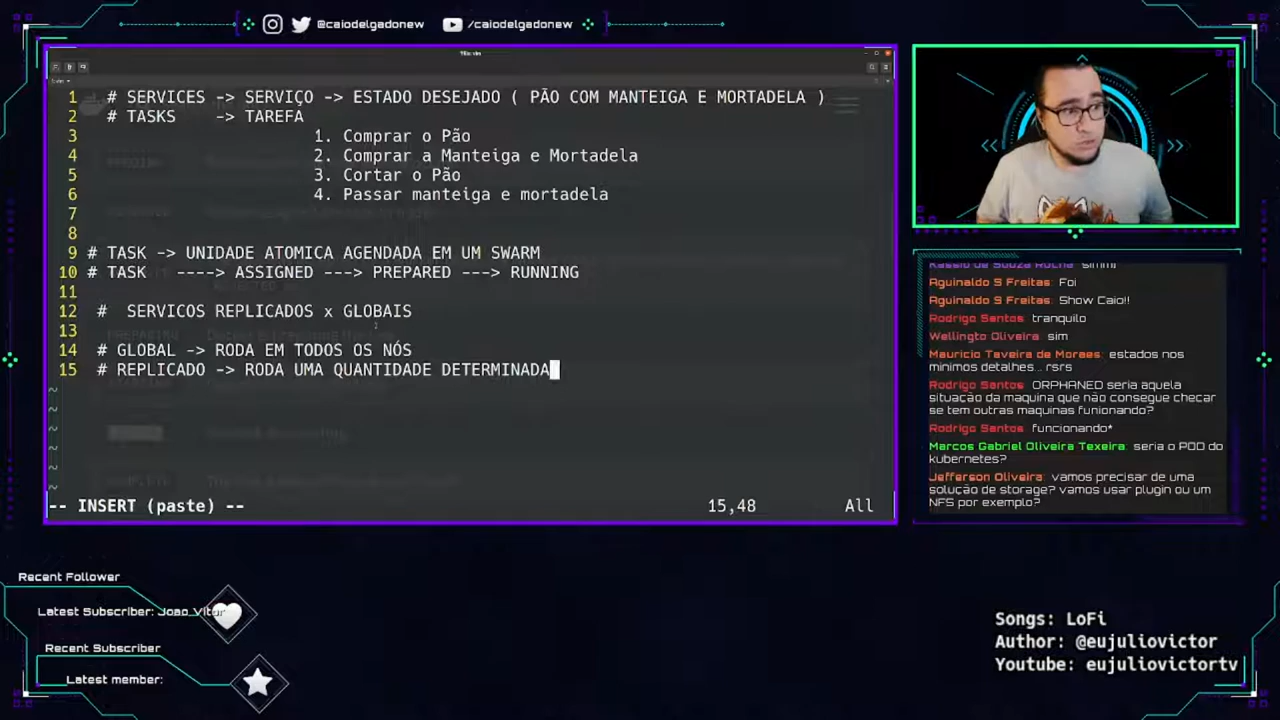 @caiodelgadonew /caiodelgadonew
1 # SERVICES -> SERVIÇO -> ESTADO DESEJADO ( PÃO COM MANTEIGA E MORTADELA )
2 # TASKS -> TAREFA
3 1. Comprar o Pão
4 2. Comprar a Manteiga e Mortadela
5 3. Cortar o Pão
6 4. Passar manteiga e mortadela
7
8
9 # TASK -> UNIDADE ATOMICA AGENDADA EM UM SWARM
10 # TASK ----> ASSIGNED ---> PREPARED ---> RUNNING
11
12 # SERVICOS REPLICADOS x GLOBAIS
13
14 # GLOBAL -> RODA EM TODOS OS NÓS
15 # REPLICADO -> RODA UMA QUANTIDADE DETERMINADA
~
~
~
~
~
~
-- INSERT (paste) -- 15,48 All
Kassio de Souza Rocha: simmi
Aguinaldo S Freitas: Foi
Aguinaldo S Freitas: Show Caio!!
Rodrigo Santos: tranquilo
Wellingto Oliveira: sim
Mauricio Taveira de Moraes: estados nos
minimos detalhes... rsrs
Rodrigo Santos: ORPHANED seria aquela
situação da maquina que não consegue checar
se tem outras maquinas funionando?
Rodrigo Santos: funcionando*
Marcos Gabriel Oliveira Texeira: seria o POD do
kubernetes?
Jefferson Oliveira: vamos precisar de uma
solução de storage? vamos usar plugin ou um
NFS por exemplo?
Recent Follower
Latest Subscriber: Joao Vitor
Recent Subscriber
Latest member:
Songs: LoFi
Author: @eujuliovictor
Youtube: eujuliovictortv